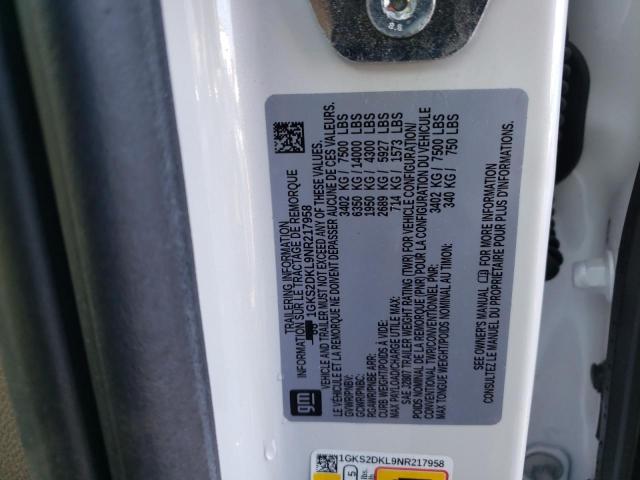 8.8
gm
TRAILERING INFORMATION
INFORMATION SUR LE TRACTAGE DE REMORQUE
1GKS2DKL9NR217958
VEHICLE AND TRAILER MUST NOT EXCEED ANY OF THESE VALUES.
LE VÉHICULE ET LA REMORQUE NE DOIVENT DÉPASSER AUCUNE DE CES VALEURS.
GVWR/PNBV: 3402 KG / 7500 LBS
GCWR/PNBC: 6350 KG / 14000 LBS
RGAWR/PNBE ARR: 1950 KG / 4300 LBS
CURB WEIGHT/POIDS À VIDE: 2689 KG / 5927 LBS
MAX PAYLOAD/CHARGE UTILE MAX: 714 KG / 1573 LBS
SAE J2807 TRAILER WEIGHT RATING (TWR) FOR VEHICLE CONFIGURATION/
POIDS NOMINAL DE LA REMORQUE (PNR) POUR LA CONFIGURATION DU VÉHICULE
CONVENTIONAL TWR/CONVENTIONNEL PNR: 3402 KG / 7500 LBS
MAX TONGUE WEIGHT/POIDS NOMINAL AU TIMON: 340 KG / 750 LBS
SEE OWNER'S MANUAL FOR MORE INFORMATION.
CONSULTEZ LE MANUEL DU PROPRIÉTAIRE POUR PLUS D'INFORMATIONS.
1GKS2DKL9NR217958
5
lbs.